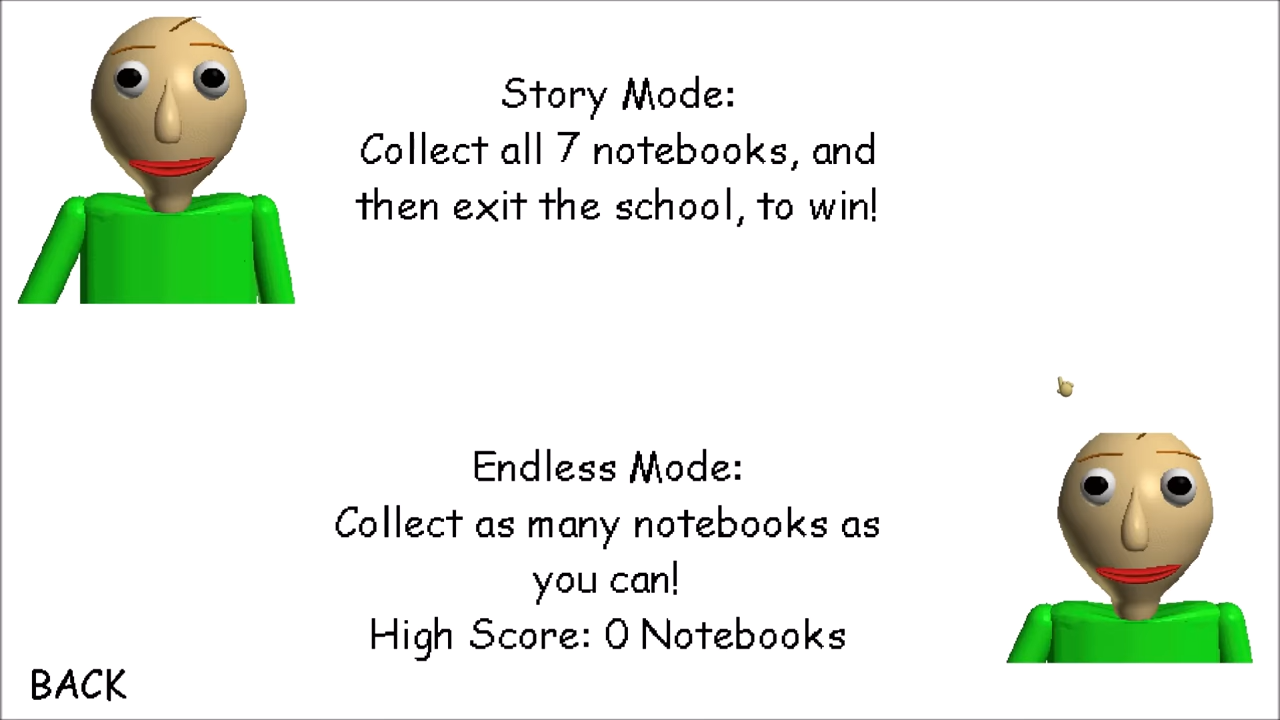 Story Mode:
Collect all 7 notebooks, and
then exit the school, to win!
Endless Mode:
Collect as many notebooks as
you can!
High Score: 0 Notebooks
BACK